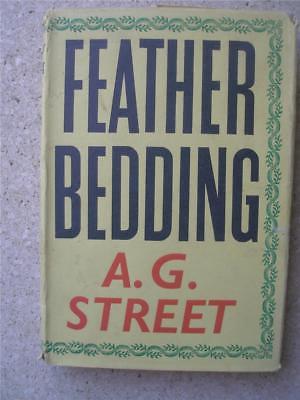 FEATHER
BEDDING
A. G.
STREET